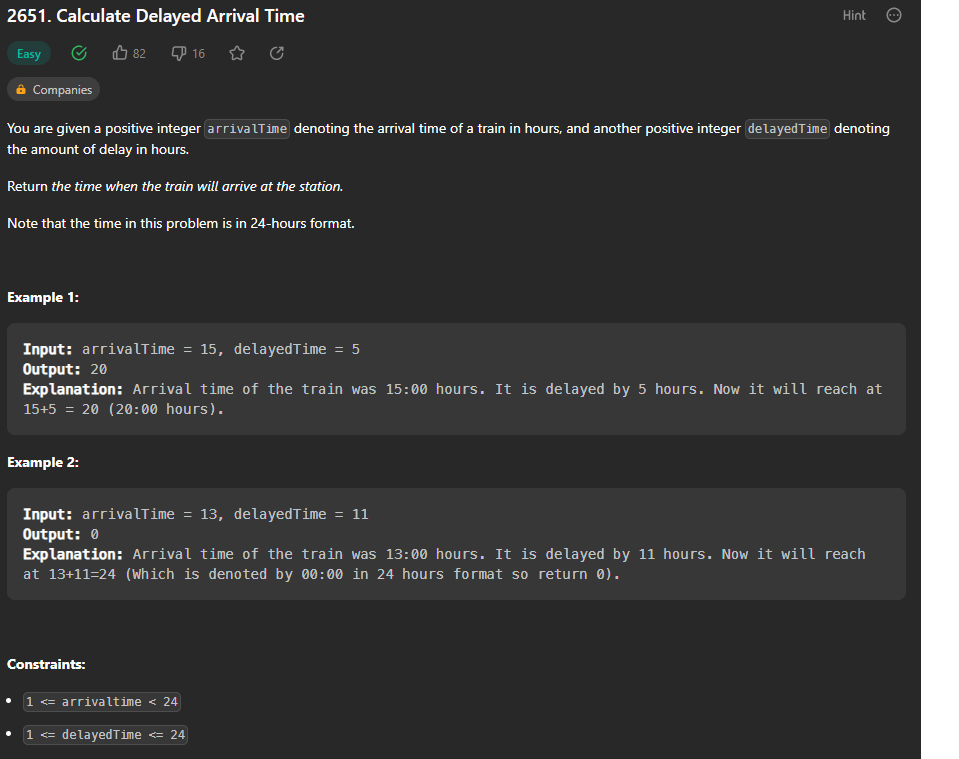 2651. Calculate Delayed Arrival Time
Hint
Easy 82 16
Companies
You are given a positive integer arrivalTime denoting the arrival time of a train in hours, and another positive integer delayedTime denoting
the amount of delay in hours.
Return the time when the train will arrive at the station.
Note that the time in this problem is in 24-hours format.
Example 1:
Input: arrivalTime = 15, delayedTime = 5
Output: 20
Explanation: Arrival time of the train was 15:00 hours. It is delayed by 5 hours. Now it will reach at
15+5 = 20 (20:00 hours).
Example 2:
Input: arrivalTime = 13, delayedTime = 11
Output: 0
Explanation: Arrival time of the train was 13:00 hours. It is delayed by 11 hours. Now it will reach
at 13+11=24 (Which is denoted by 00:00 in 24 hours format so return 0).
Constraints:
• 1 <= arrivaltime < 24
• 1 <= delayedTime <= 24